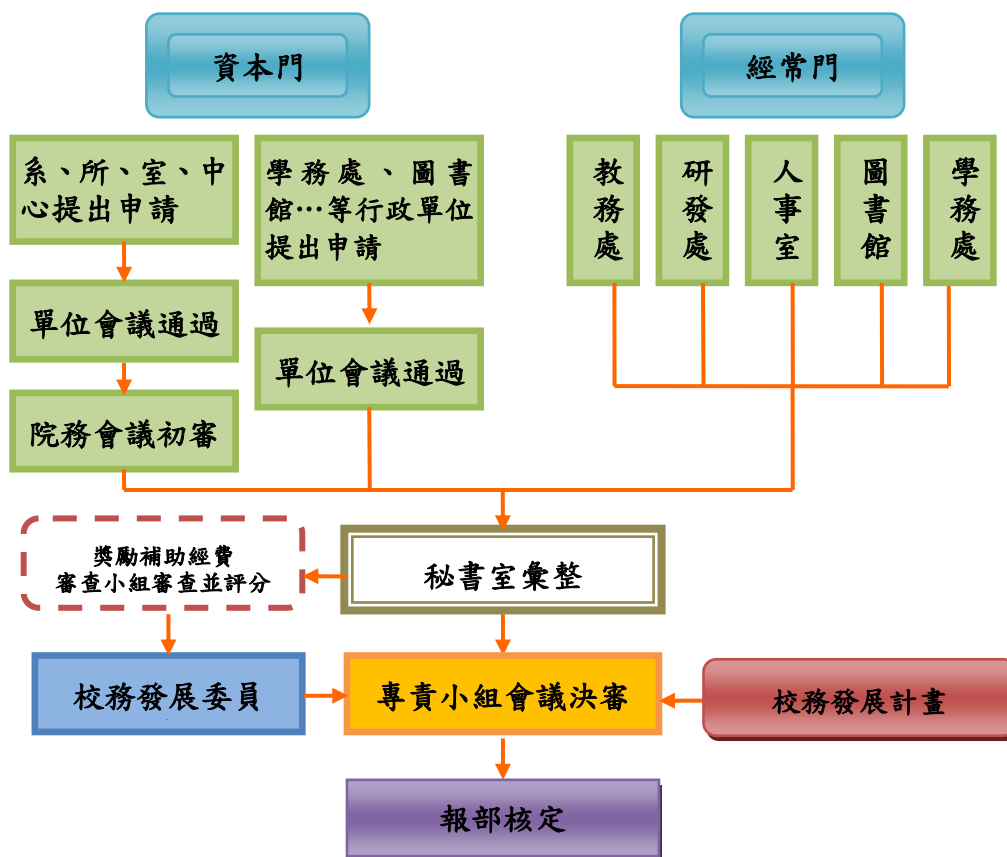 資本門
經常門
系、所、室、中
心提出申請
學務處、圖書
館…等行政單位
提出申請
教務處
研發處
人事室
圖書館
學務處
單位會議通過
單位會議通過
院務會議初審
獎勵補助經費
審查小組審查並評分
秘書室彙整
校務發展委員
專責小組會議決審
校務發展計畫
報部核定